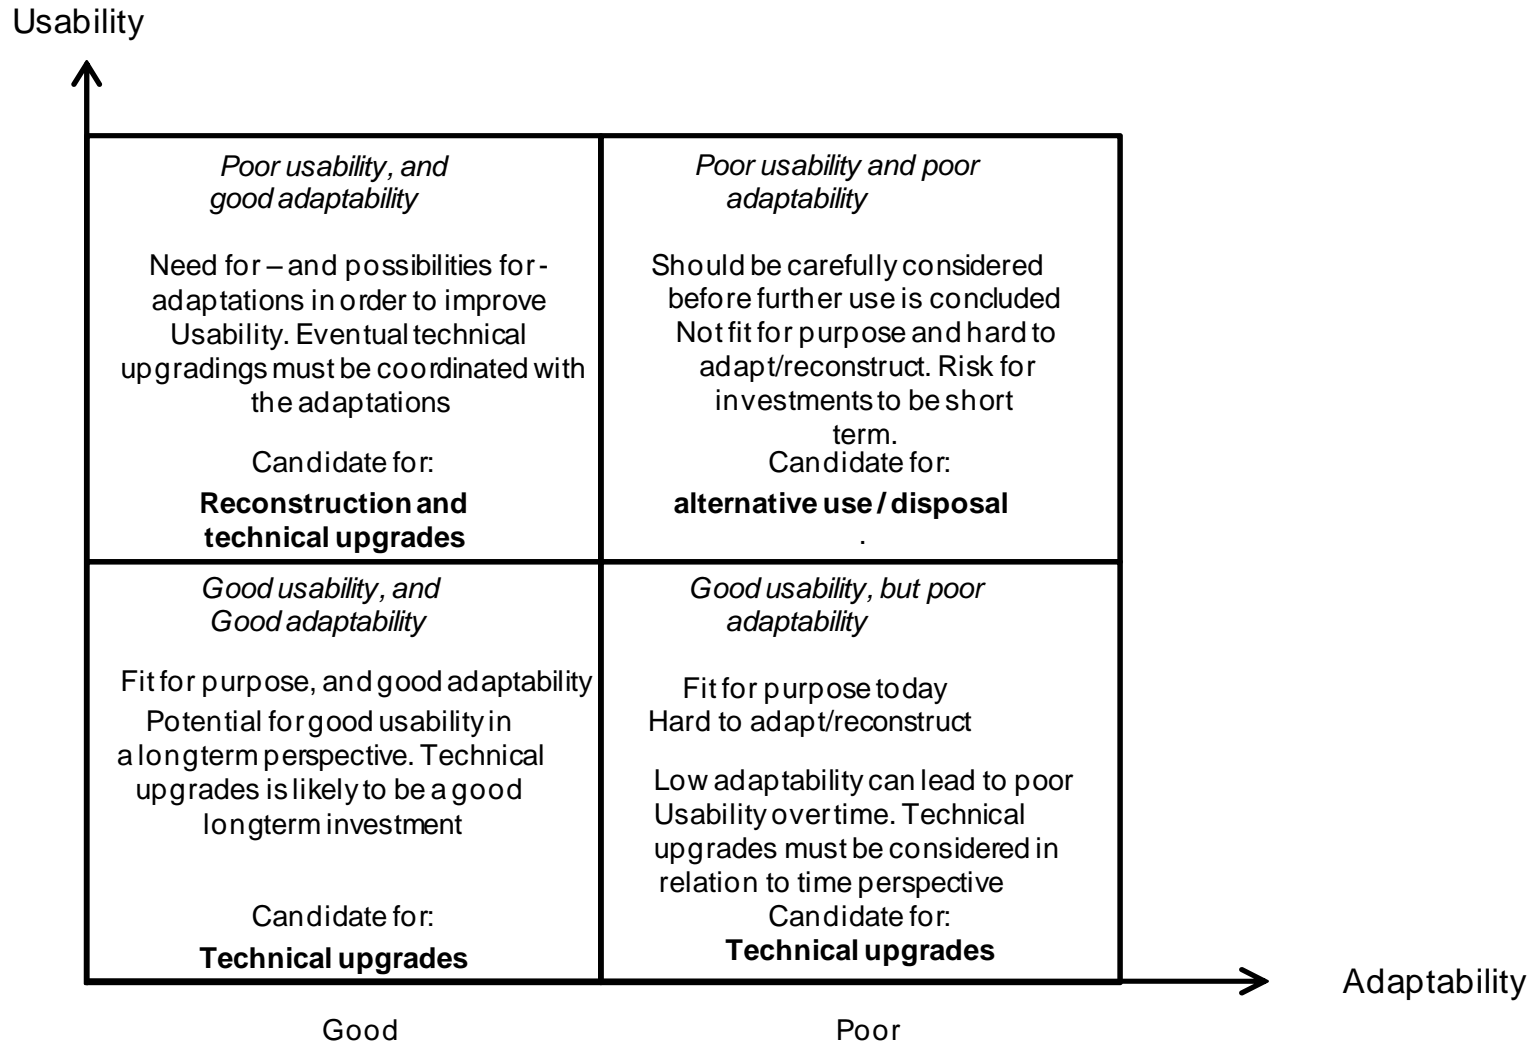 Usability
Poor usability, and
good adaptability
Need for – and possibilities for -
adaptations in order to improve
Usability. Eventual technical
upgradings must be coordinated with
the adaptations
Candidate for:
Reconstruction and
technical upgrades
Poor usability and poor
adaptability
Should be carefully considered
before further use is concluded
Not fit for purpose and hard to
adapt/reconstruct. Risk for
investments to be short
term.
Candidate for:
alternative use / disposal
.
Good usability, and
Good adaptability
Fit for purpose, and good adaptability
Potential for good usability in
a longterm perspective. Technical
upgrades is likely to be a good
longterm investment
Candidate for:
Technical upgrades
Good usability, but poor
adaptability
Fit for purpose today
Hard to adapt/reconstruct
Low adaptability can lead to poor
Usability over time. Technical
upgrades must be considered in
relation to time perspective
Candidate for:
Technical upgrades
Adaptability
Good
Poor